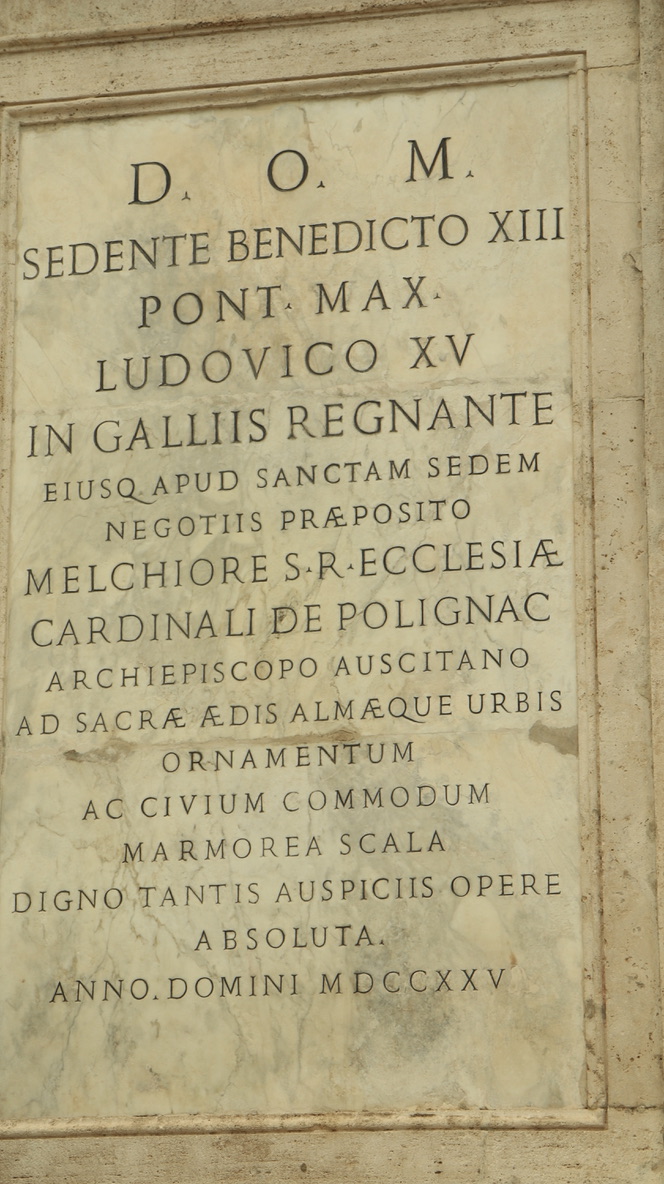 D. O. M.
SEDENTE BENEDICTO XIII
PONT. MAX.
LUDOVICO XV
IN GALLIIS REGNANTE
EIUSQ APUD SANCTAM SEDEM
NEGOTIIS PRÆPOSITO
MELCHIORE S·R·ECCLESIÆ
CARDINALI DE POLIGNAC
ARCHIEPISCOPO AUSCITANO
AD SACRÆ ÆDIS ALMÆQUE URBIS
ORNAMENTUM
AC CIVIUM COMMODUM
MARMOREA SCALA
DIGNO TANTIS AUSPICIIS OPERE
ABSOLUTA.
ANNO. DOMINI MDCCXXV